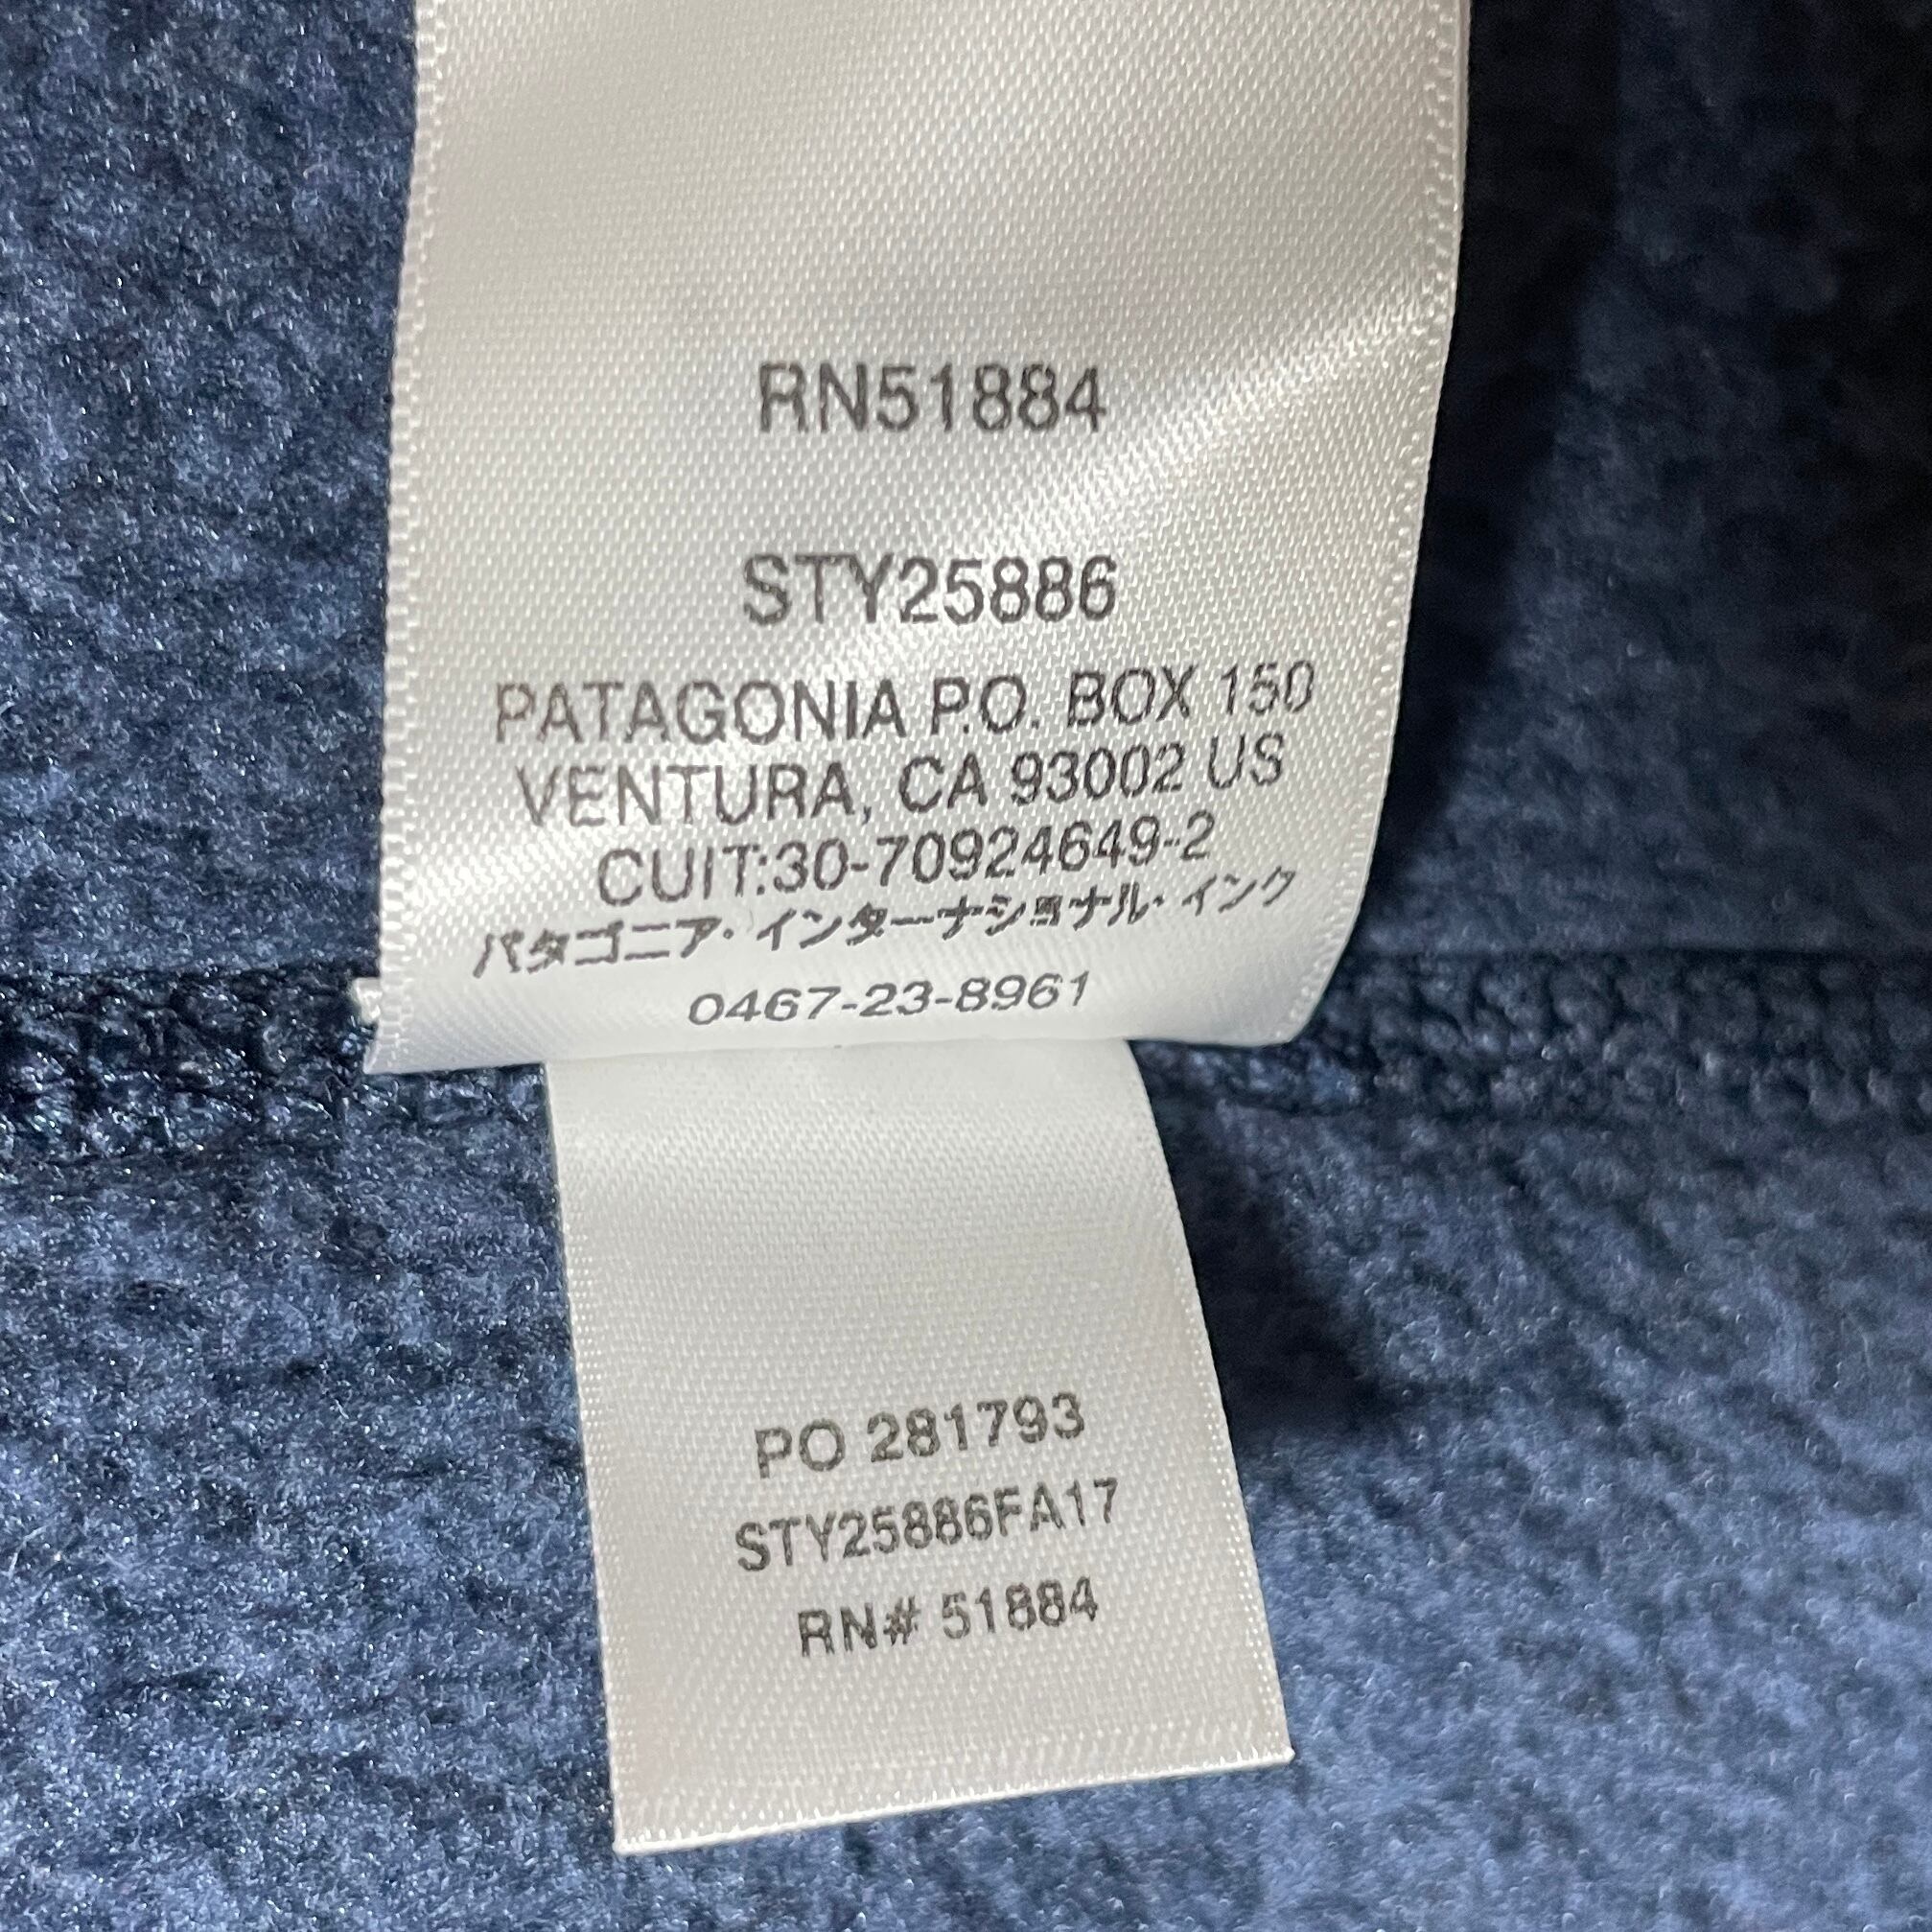 RN51884
STY25886
PATAGONIA P.O. BOX 150
VENTURA, CA 93002 US
CUIT:30-70924649-2
パタゴニア・インターナショナル・インク
0467-23-8961
PO 281793
STY25886FA17
RN# 51884